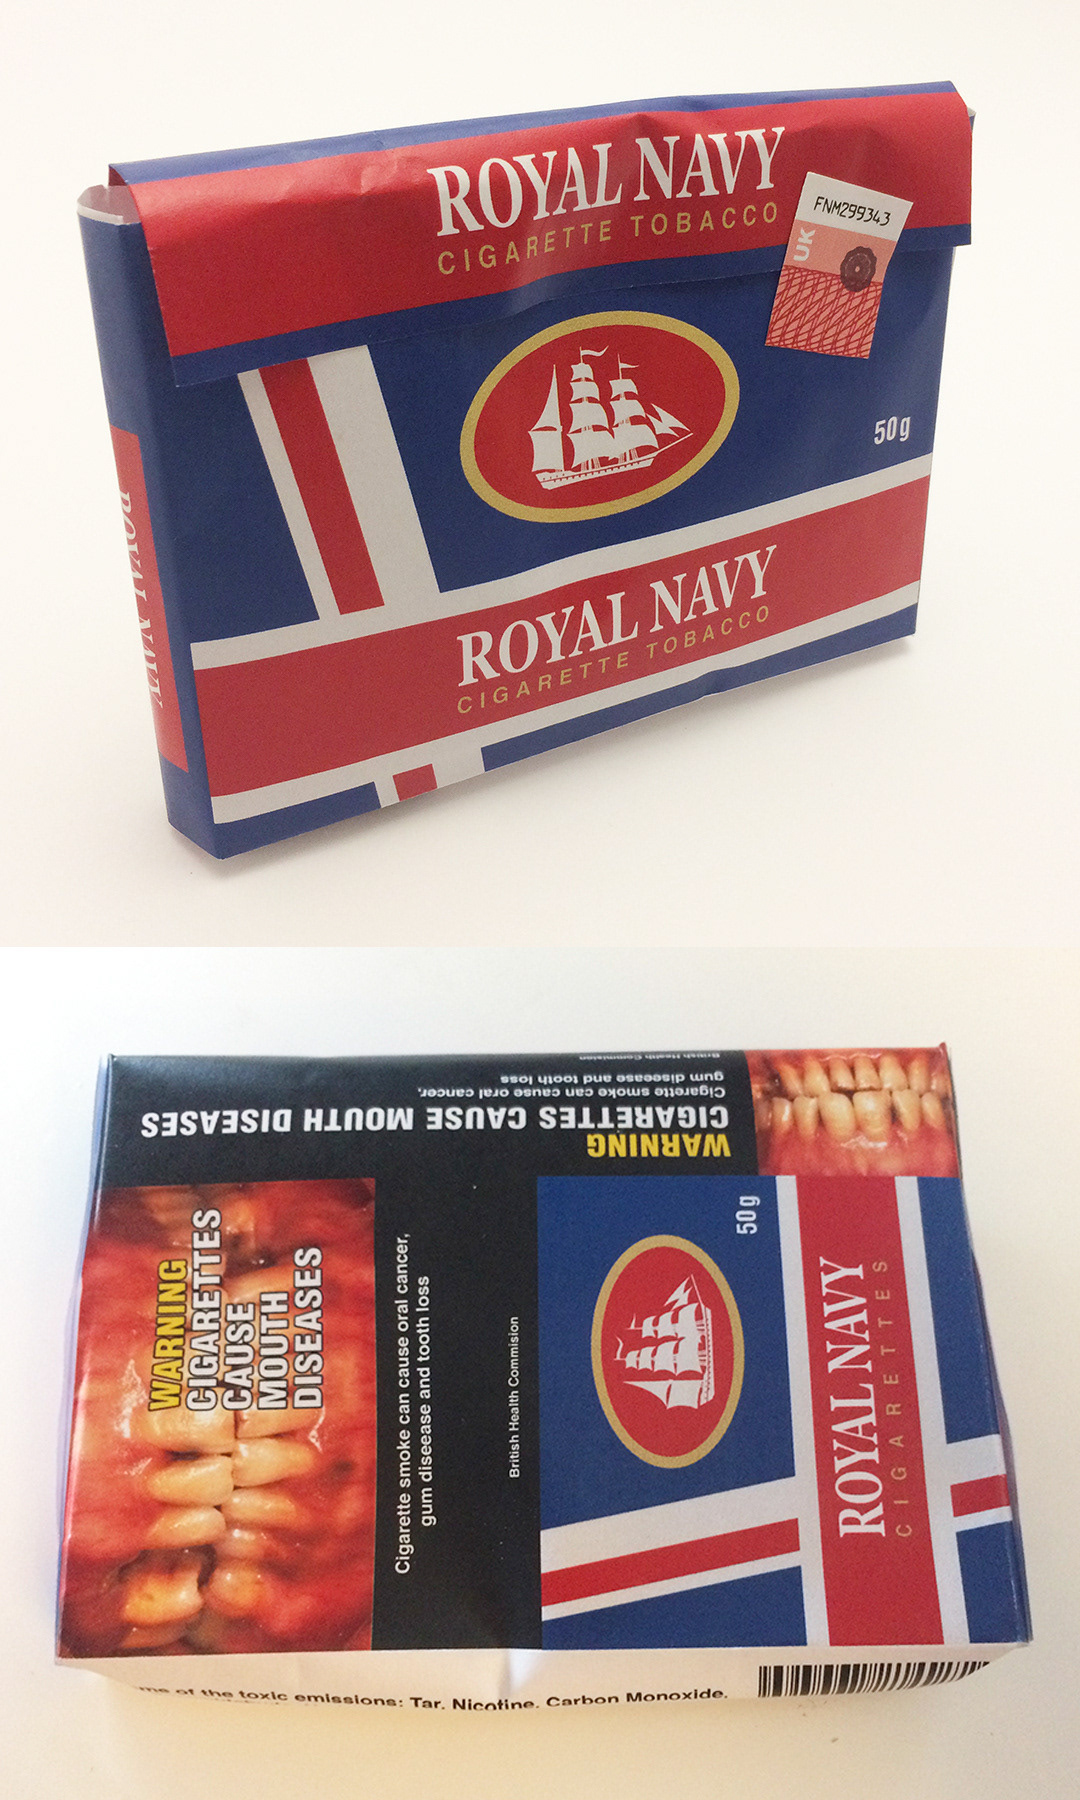 ROYAL NAVY
CIGARETTE TOBACCO
FNM299343
UK
50g
ROYAL NAVY
CIGARETTE TOBACCO
ROYAL NAVY
WARNING
CIGARETTES CAUSE MOUTH DISEASES
Cigarette smoke can cause oral cancer,
gum diseease and tooth loss
British Health Commision
WARNING
CIGARETTES
CAUSE
MOUTH
DISEASES
Cigarette smoke can cause oral cancer,
gum diseease and tooth loss
British Health Commision
50g
ROYAL NAVY
CIGARETTES
of the toxic emissions: Tar, Nicotine, Carbon Monoxide.